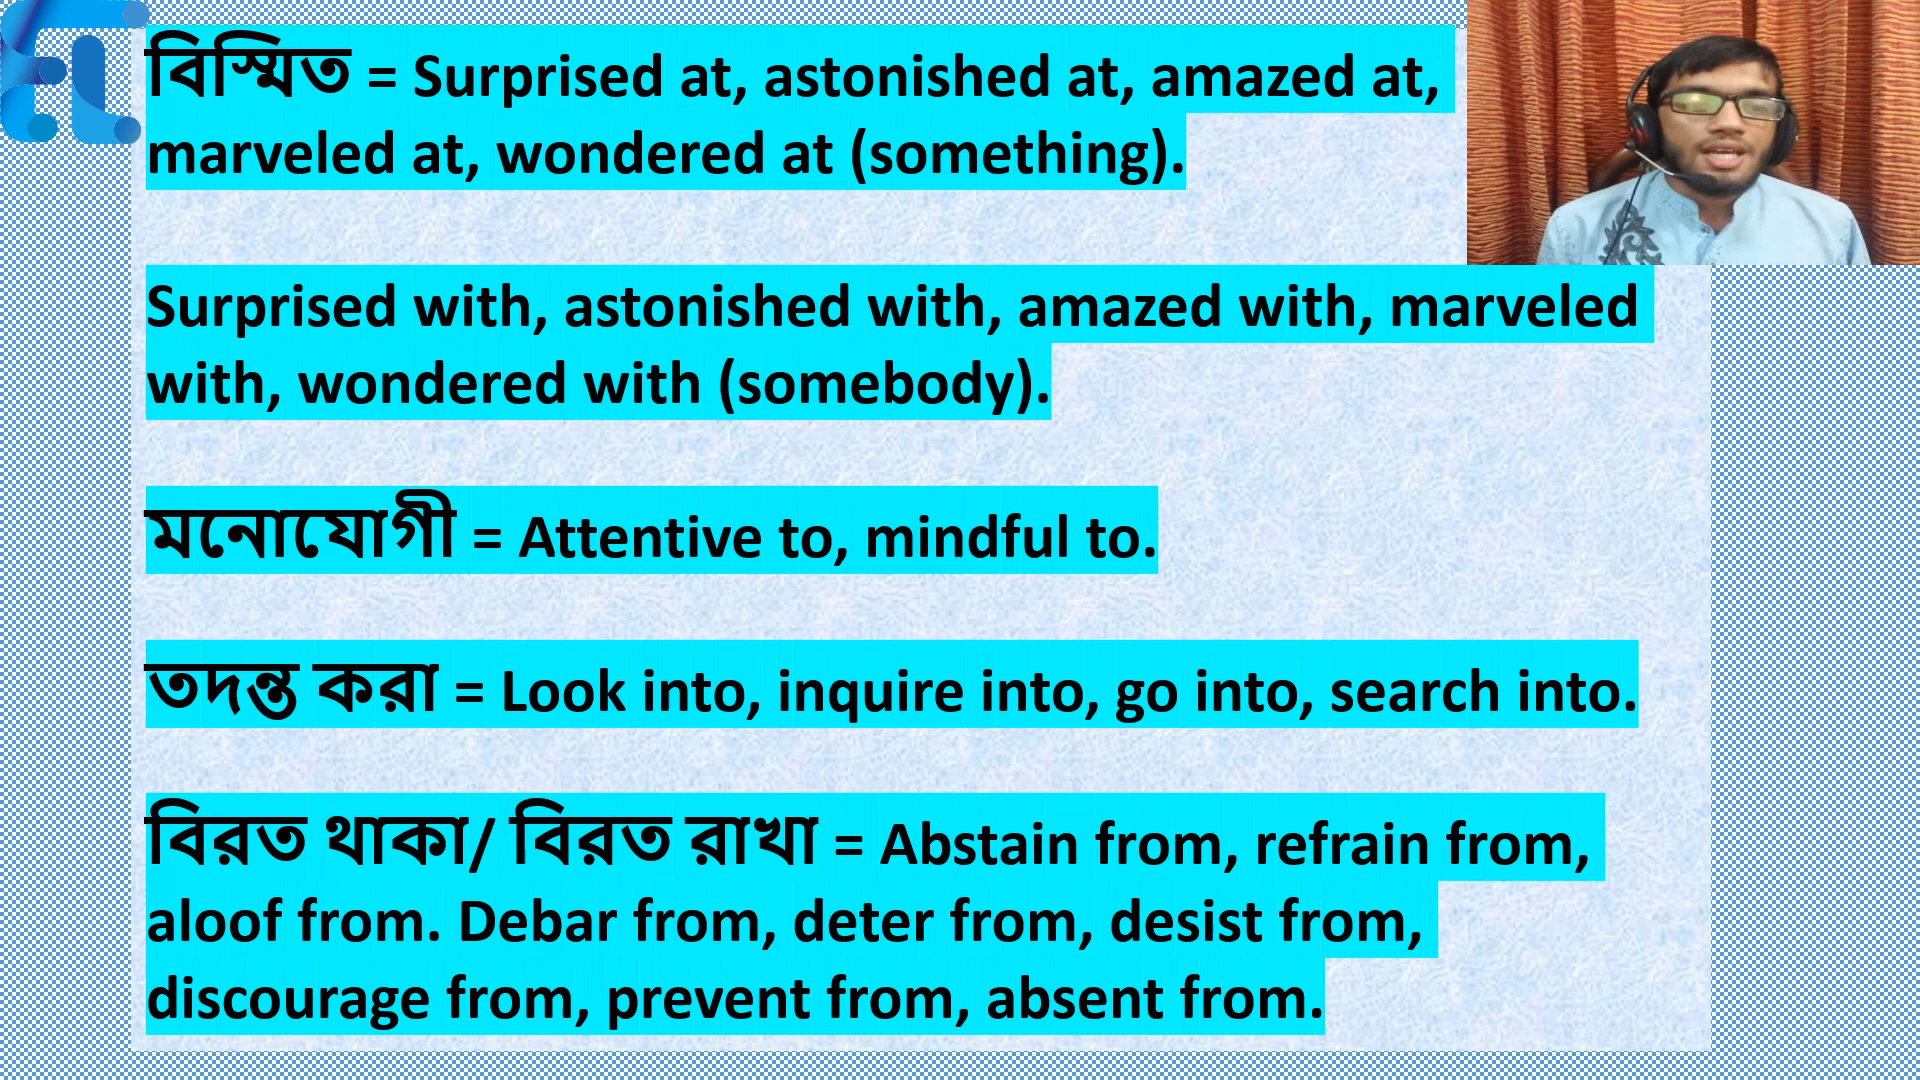 বিস্মিত = Surprised at, astonished at, amazed at,
marveled at, wondered at (something).
Surprised with, astonished with, amazed with, marveled
with, wondered with (somebody).
মনোযোগী = Attentive to, mindful to.
তদন্ত করা = Look into, inquire into, go into, search into.
বিরত থাকা/ বিরত রাখা = Abstain from, refrain from,
aloof from. Debar from, deter from, desist from,
discourage from, prevent from, absent from.